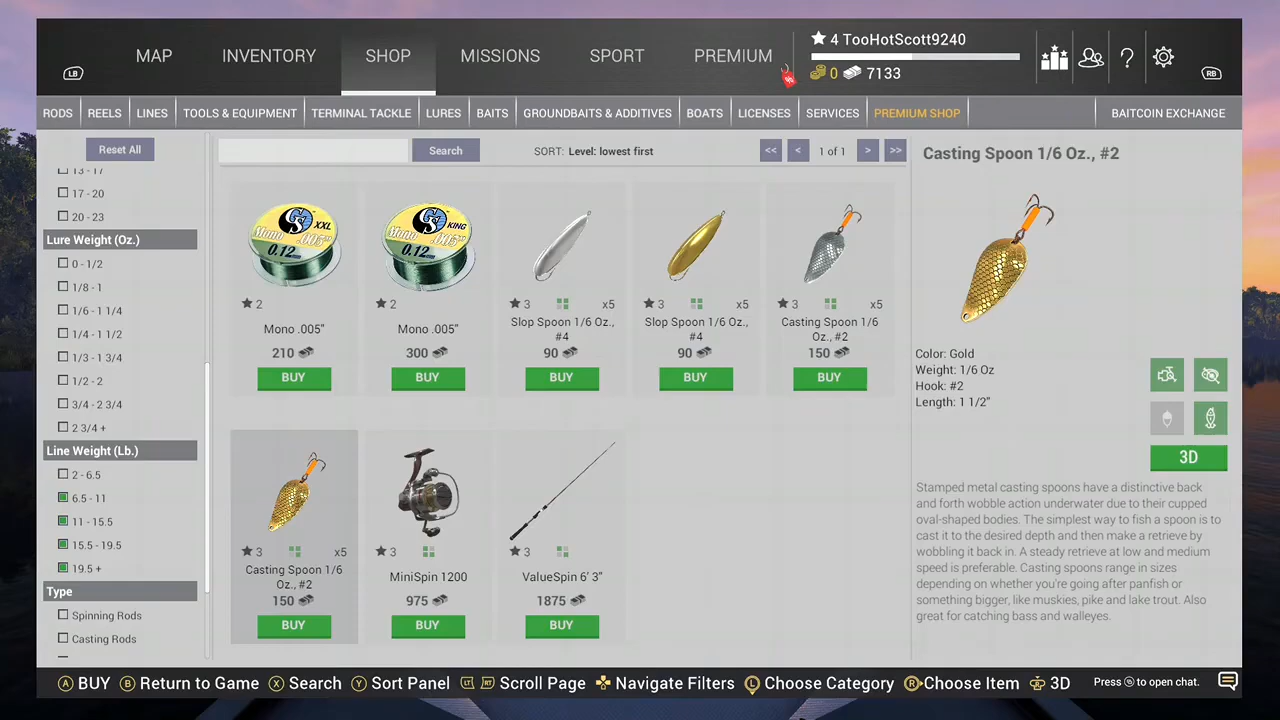 MAP
INVENTORY
SHOP
MISSIONS
SPORT
PREMIUM
4 TooHotScott9240
0 7133
LB
RB
RODS
REELS
LINES
TOOLS & EQUIPMENT
TERMINAL TACKLE
LURES
BAITS
GROUNDBAITS & ADDITIVES
BOATS
LICENSES
SERVICES
PREMIUM SHOP
BAITCOIN EXCHANGE
Reset All
Search
SORT: Level: lowest first
<<
<
1 of 1
>
>>
13 - 17
17 - 20
20 - 23
Lure Weight (Oz.)
0 - 1/2
1/8 - 1
1/6 - 1 1/4
1/4 - 1 1/2
1/3 - 1 3/4
1/2 - 2
3/4 - 2 3/4
2 3/4 +
Line Weight (Lb.)
2 - 6.5
6.5 - 11
11 - 15.5
15.5 - 19.5
19.5 +
Type
Spinning Rods
Casting Rods
XXL
Mono .005"
0.12mm
2
Mono .005"
210
BUY
KING
Mono .005"
0.12mm
2
Mono .005"
300
BUY
3 x5
Slop Spoon 1/6 Oz.,
#4
90
BUY
3 x5
Slop Spoon 1/6 Oz.,
#4
90
BUY
3 x5
Casting Spoon 1/6
Oz., #2
150
BUY
3 x5
Casting Spoon 1/6
Oz., #2
150
BUY
3
MiniSpin 1200
975
BUY
3
ValueSpin 6' 3"
1875
BUY
Casting Spoon 1/6 Oz., #2
Color: Gold
Weight: 1/6 Oz
Hook: #2
Length: 1 1/2"
3D
Stamped metal casting spoons have a distinctive back
and forth wobble action underwater due to their cupped
oval-shaped bodies. The simplest way to fish a spoon is to
cast it to the desired depth and then make a retrieve by
wobbling it back in. A steady retrieve at low and medium
speed is preferable. Casting spoons range in sizes
depending on whether you're going after panfish or
something bigger, like muskies, pike and lake trout. Also
great for catching bass and walleyes.
A BUY
B Return to Game
X Search
Y Sort Panel
LT RT Scroll Page
Navigate Filters
L Choose Category
R Choose Item
3D
Press to open chat.